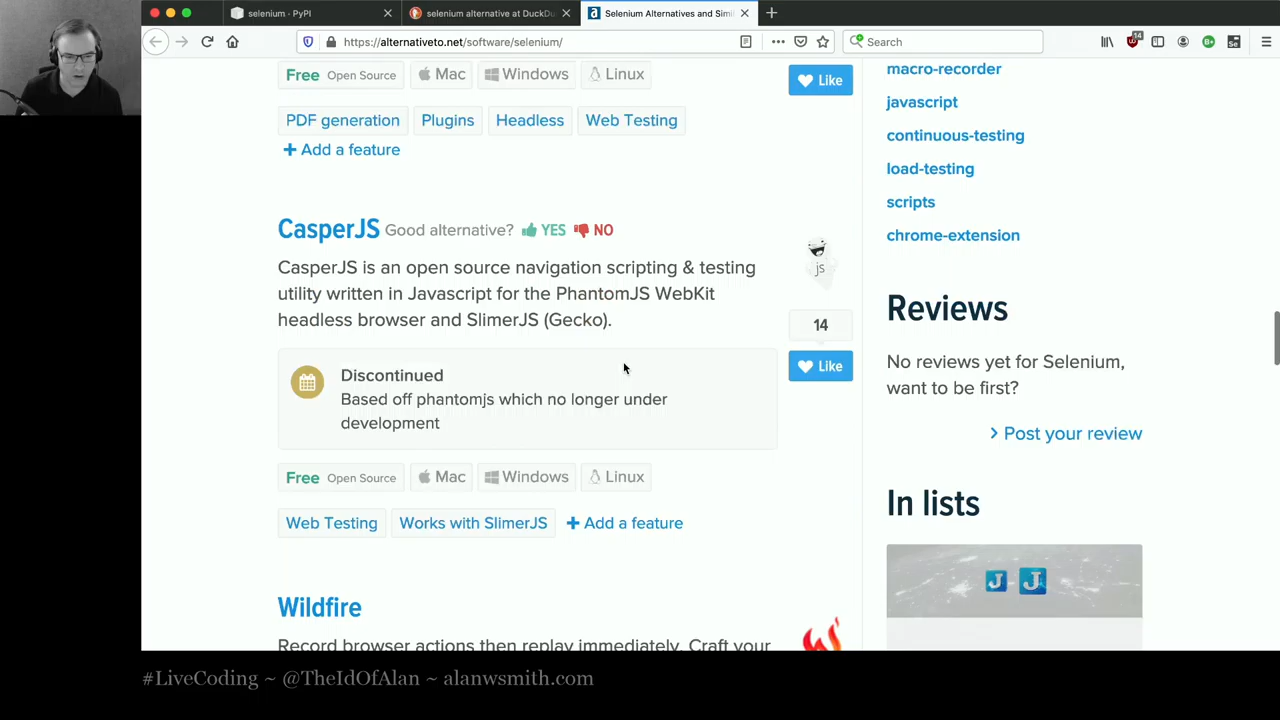 selenium · PyPI
selenium alternative at DuckDu
Selenium Alternatives and Simi
https://alternativeto.net/software/selenium/
Search
14
Free Open Source
Mac
Windows
Linux
Like
PDF generation
Plugins
Headless
Web Testing
+ Add a feature
CasperJS Good alternative? YES NO
CasperJS is an open source navigation scripting & testing
utility written in Javascript for the PhantomJS WebKit
headless browser and SlimerJS (Gecko).
js
14
Like
Discontinued
Based off phantomjs which no longer under
development
Free Open Source
Mac
Windows
Linux
Web Testing
Works with SlimerJS
+ Add a feature
Wildfire
Record browser actions then replay immediately. Craft your
macro-recorder
javascript
continuous-testing
load-testing
scripts
chrome-extension
Reviews
No reviews yet for Selenium,
want to be first?
> Post your review
In lists
J J
#LiveCoding ~ @TheIdOfAlan ~ alanwsmith.com